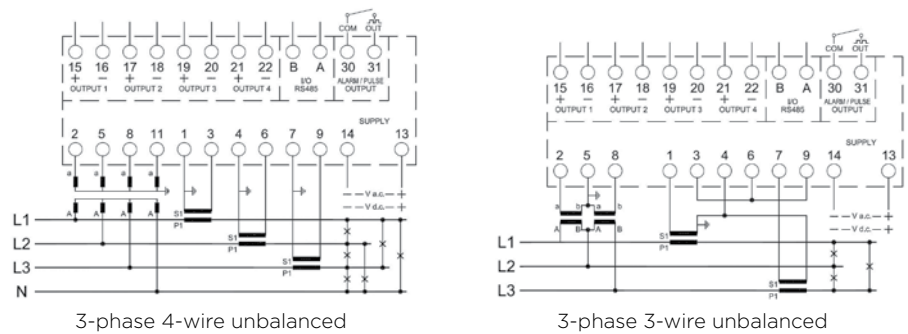 COM OUT
15 16 17 18 19 20 21 22 B A 30 31
+ − + − + − + −
OUTPUT 1 OUTPUT 2 OUTPUT 3 OUTPUT 4 I/O RS485 ALARM / PULSE OUTPUT
SUPPLY
2 5 8 11 1 3 4 6 7 9 14 13
a a a a
− V a.c. +
− V d.c. +
A A A A
S1
L1 P1
S1
L2 P1
S1
L3 P1
N
3-phase 4-wire unbalanced
COM OUT
15 16 17 18 19 20 21 22 B A 30 31
+ − + − + − + −
OUTPUT 1 OUTPUT 2 OUTPUT 3 OUTPUT 4 I/O RS485 ALARM / PULSE OUTPUT
SUPPLY
2 5 8 1 3 4 6 7 9 14 13
a b a b
− V a.c. +
− V d.c. +
A B A B
S1
L1 P1
L2
S1
L3 P1
3-phase 3-wire unbalanced